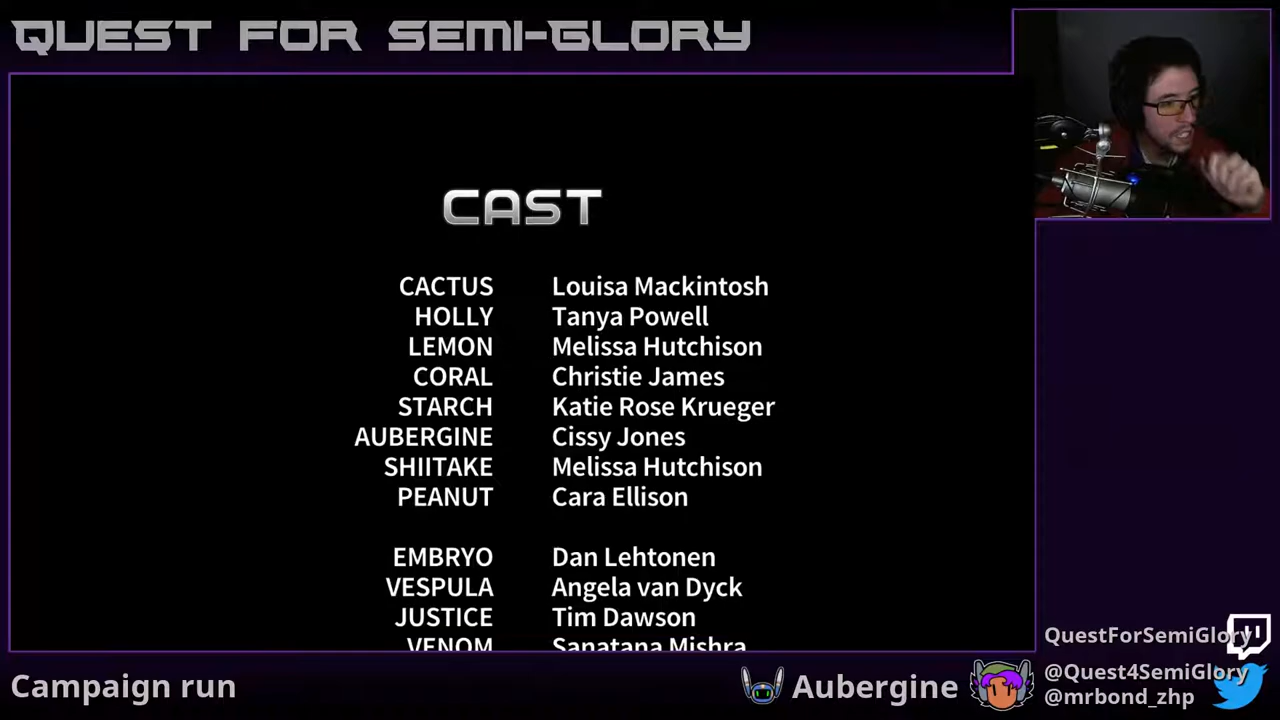 QUEST FOR SEMI-GLORY
CAST
CACTUS Louisa Mackintosh
HOLLY Tanya Powell
LEMON Melissa Hutchison
CORAL Christie James
STARCH Katie Rose Krueger
AUBERGINE Cissy Jones
SHIITAKE Melissa Hutchison
PEANUT Cara Ellison
EMBRYO Dan Lehtonen
VESPULA Angela van Dyck
JUSTICE Tim Dawson
VENOM Sanatana Mishra
QuestForSemiGlory
@Quest4SemiGlory
@mrbond_zhp
Campaign run
Aubergine